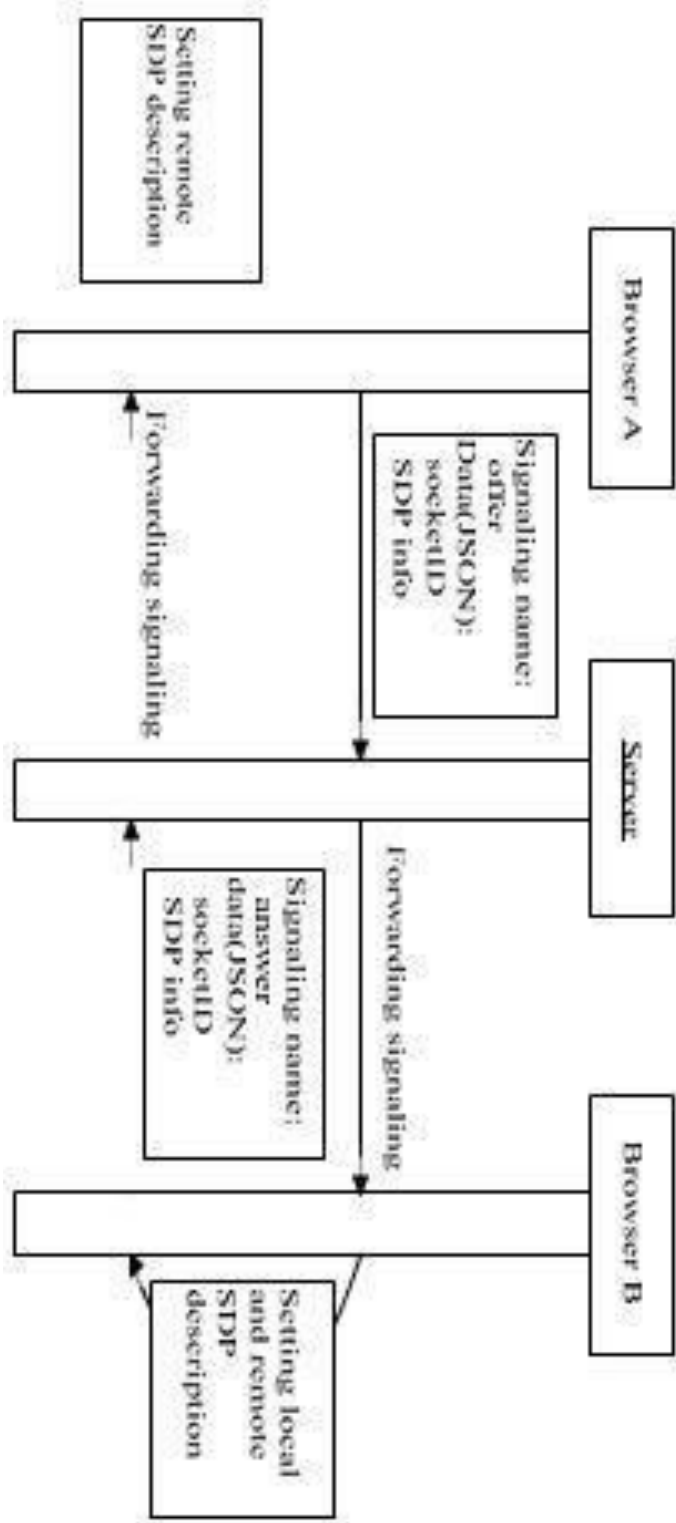 Browser A
Server
Browser B
Signaling name:
offer
Data(JSON):
socketID
SDP info
Forwarding signaling
Setting local
and remote
SDP
description
Signaling name:
answer
data(JSON):
socketID
SDP info
Forwarding signaling
Setting remote
SDP description